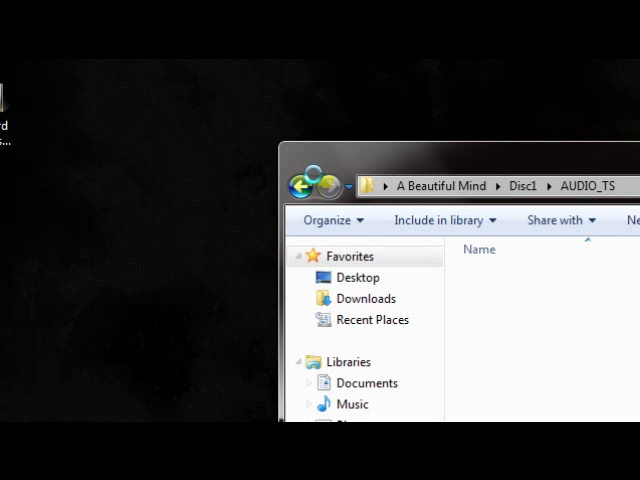 rd
s...
A Beautiful Mind Disc1 AUDIO_TS
Organize Include in library Share with Ne
Name
Favorites
Desktop
Downloads
Recent Places
Libraries
Documents
Music